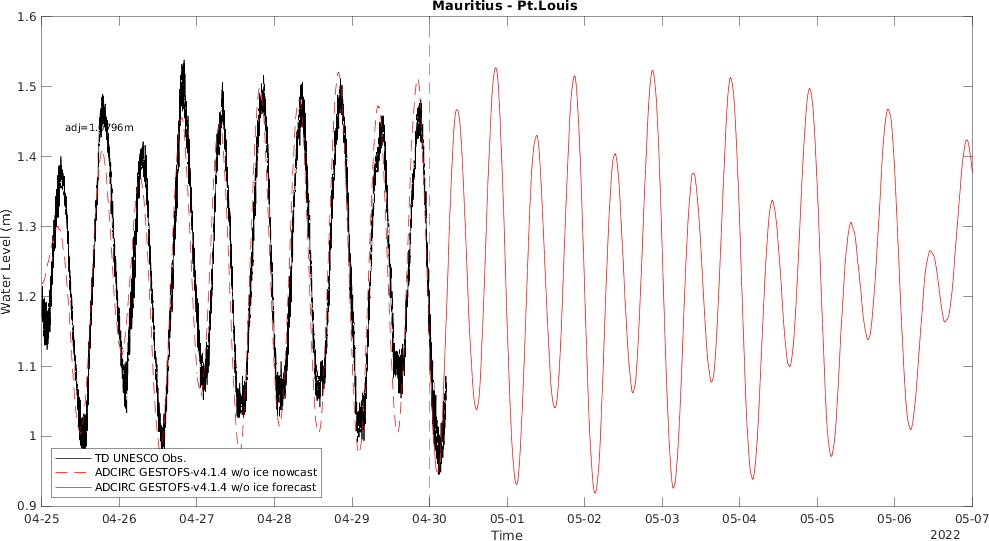 Mauritius - Pt.Louis
1.6
1.5
1.4
1.3
1.2
1.1
1
0.9
Water Level (m)
TD UNESCO Obs.
ADCIRC GESTOFS-v4.1.4 w/o ice nowcast
ADCIRC GESTOFS-v4.1.4 w/o ice forecast
04-25 04-26 04-27 04-28 04-29 04-30 05-01 05-02 05-03 05-04 05-05 05-06 05-07
Time
2022